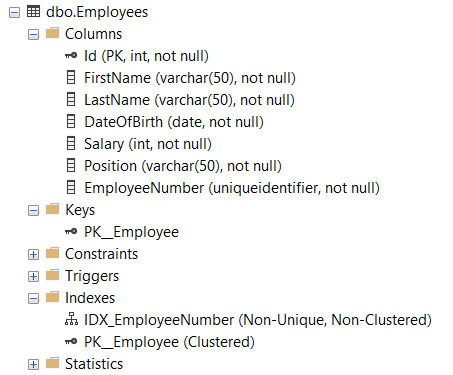 dbo.Employees
Columns
Id (PK, int, not null)
FirstName (varchar(50), not null)
LastName (varchar(50), not null)
DateOfBirth (date, not null)
Salary (int, not null)
Position (varchar(50), not null)
EmployeeNumber (uniqueidentifier, not null)
Keys
PK__Employee
Constraints
Triggers
Indexes
IDX_EmployeeNumber (Non-Unique, Non-Clustered)
PK__Employee (Clustered)
Statistics